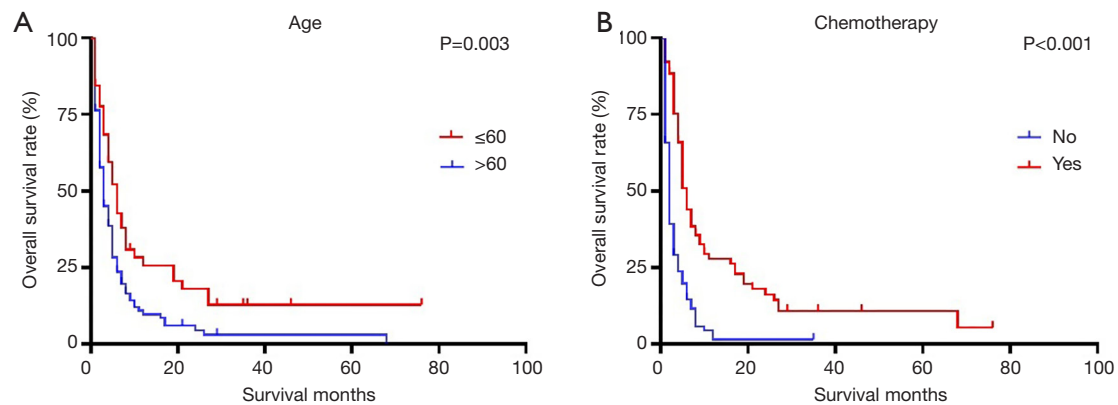 A
Age
P=0.003
100
75
50
25
0
Overall survival rate (%)
≤60
>60
0 20 40 60 80 100
Survival months
B
Chemotherapy
P<0.001
100
75
50
25
0
Overall survival rate (%)
No
Yes
0 20 40 60 80 100
Survival months